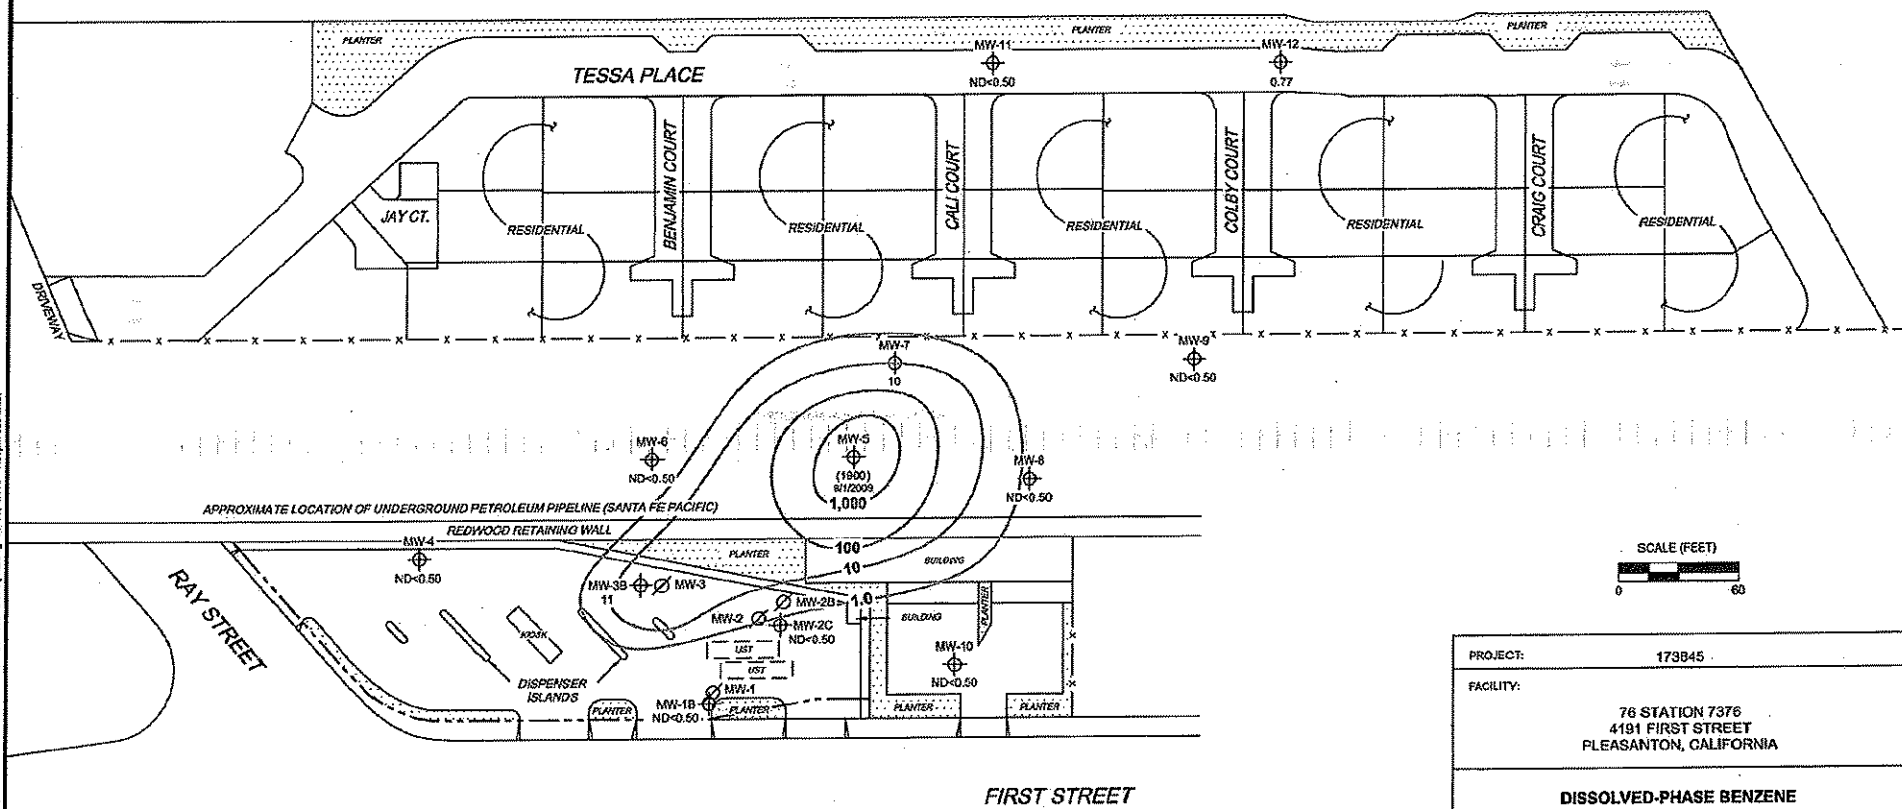 PLANTER
PLANTER
PLANTER
TESSA PLACE
MW-11
ND<0.50
MW-12
0.77
BENJAMIN COURT
CALI COURT
COLBY COURT
CRAIG COURT
JAY CT.
RESIDENTIAL
RESIDENTIAL
RESIDENTIAL
RESIDENTIAL
RESIDENTIAL
DRIVEWAY
MW-7
10
MW-9
ND<0.50
MW-6
ND<0.50
MW-5
(1900)
9/1/2009
1,000
MW-8
ND<0.50
APPROXIMATE LOCATION OF UNDERGROUND PETROLEUM PIPELINE (SANTA FE PACIFIC)
REDWOOD RETAINING WALL
MW-4
ND<0.50
PLANTER
100
10
1.0
BUILDING
SCALE (FEET)
0 60
RAY STREET
MW-3B
11
MW-3
MW-2B
MW-2
MW-2C
ND<0.50
BUILDING
PLANTER
KIOSK
UST
UST
MW-10
ND<0.50
DISPENSER
ISLANDS
MW-1
MW-1B
ND<0.50
PLANTER
PLANTER
PLANTER
PLANTER
FIRST STREET
PROJECT: 173845
FACILITY:
76 STATION 7376
4191 FIRST STREET
PLEASANTON, CALIFORNIA
DISSOLVED-PHASE BENZENE